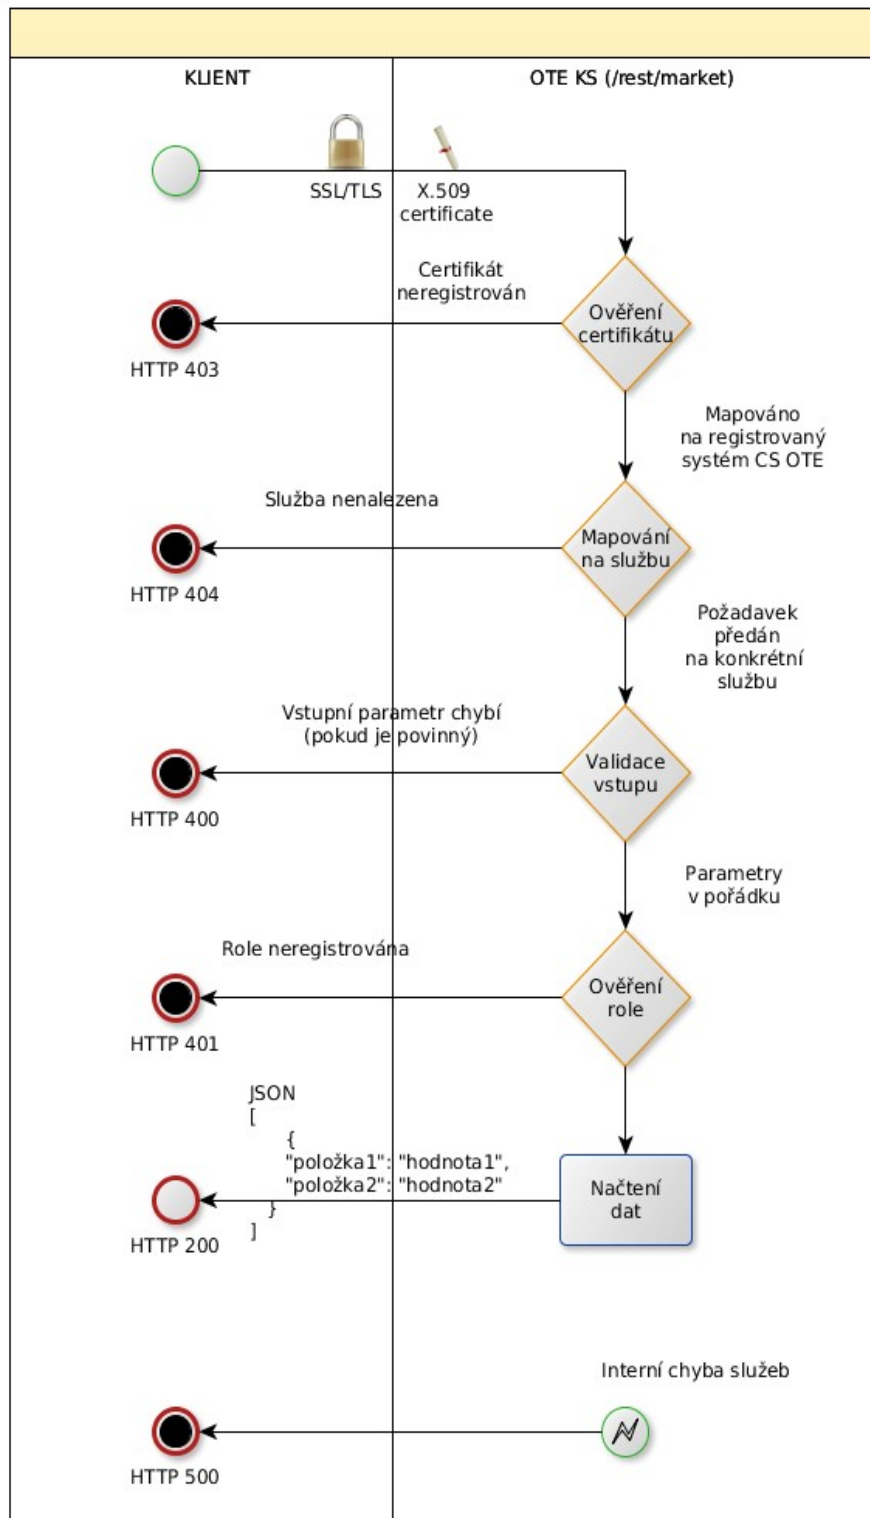 KLIENT
OTE KS (/rest/market)
SSL/TLS
X.509
certificate
Certifikát
neregistrován
Ověření
certifikátu
HTTP 403
Mapováno
na registrovaný
systém CS OTE
Služba nenalezena
Mapování
na službu
HTTP 404
Požadavek
předán
na konkrétní
službu
Vstupní parametr chybí
(pokud je povinný)
Validace
vstupu
HTTP 400
Parametry
v pořádku
Role neregistrována
Ověření
role
HTTP 401
JSON
[
{
"položka1": "hodnota1",
"položka2": "hodnota2"
}
]
Načtení
dat
HTTP 200
Interní chyba služeb
HTTP 500